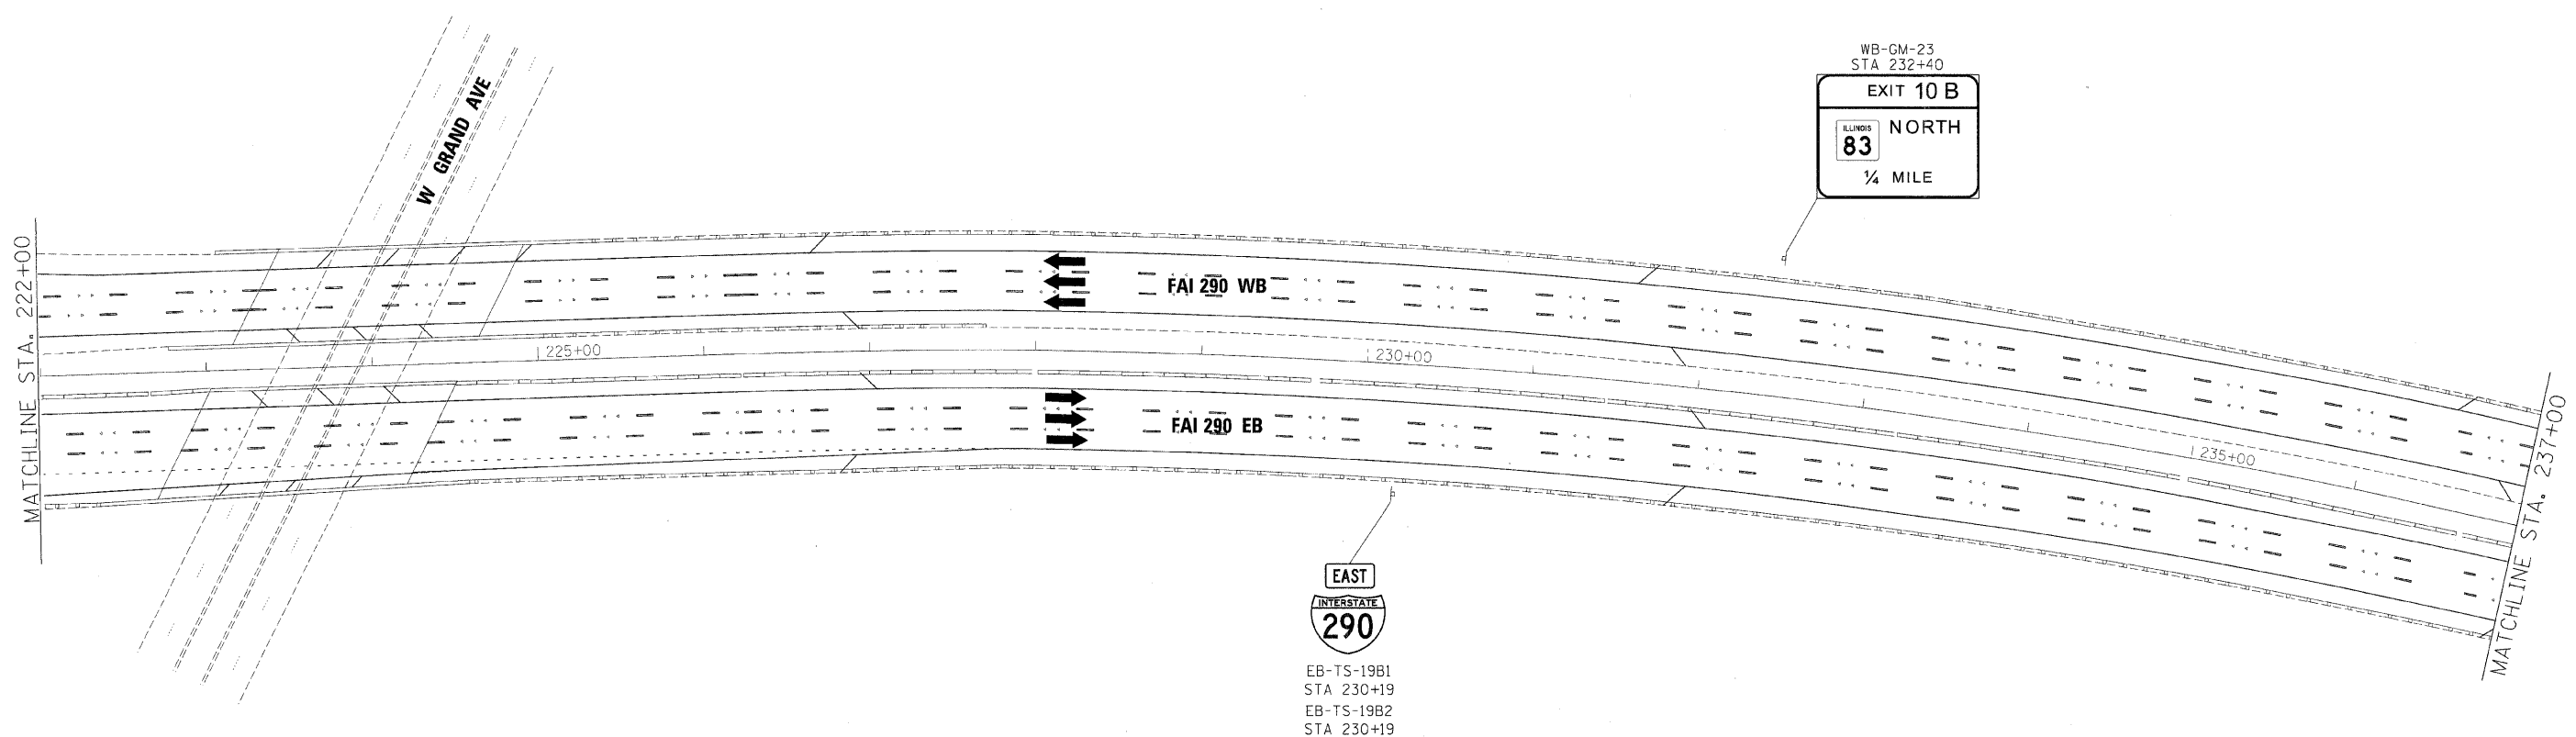 WB-GM-23
STA 232+40
EXIT 10 B
ILLINOIS
83
NORTH
1/4 MILE
W GRAND AVE
MATCHLINE STA. 222+00
FAI 290 WB
225+00
230+00
FAI 290 EB
235+00
MATCHLINE STA. 237+00
EAST
INTERSTATE
290
EB-TS-19B1
STA 230+19
EB-TS-19B2
STA 230+19